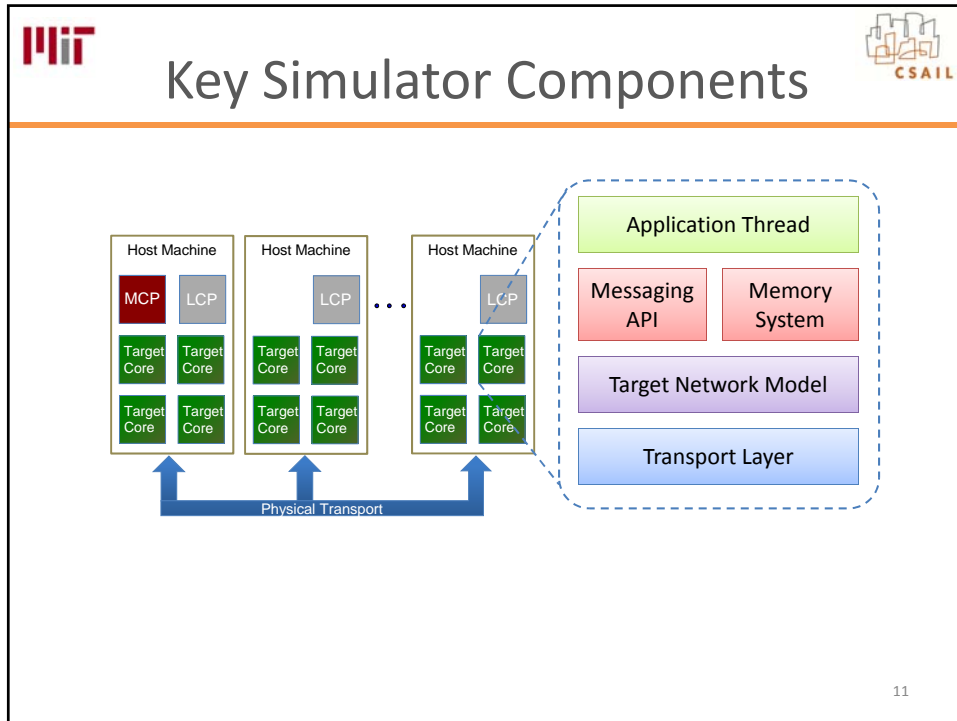 MIT
CSAIL
Key Simulator Components
Host Machine
MCP
LCP
Target
Core
Target
Core
Target
Core
Target
Core
Host Machine
LCP
Target
Core
Target
Core
Target
Core
Target
Core
...
Host Machine
LCP
Target
Core
Target
Core
Target
Core
Target
Core
Physical Transport
Application Thread
Messaging
API
Memory
System
Target Network Model
Transport Layer
11